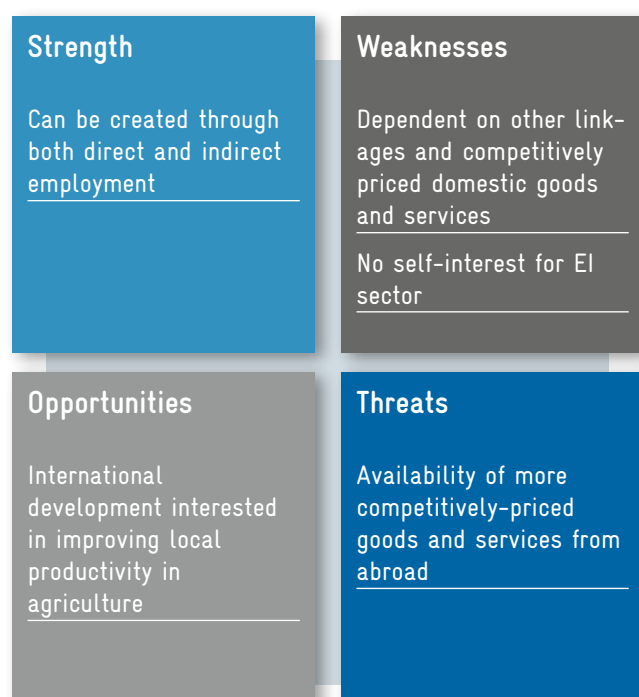 Strength
Can be created through
both direct and indirect
employment
Weaknesses
Dependent on other link-
ages and competitively
priced domestic goods
and services
No self-interest for EI
sector
Opportunities
International
development interested
in improving local
productivity in
agriculture
Threats
Availability of more
competitively-priced
goods and services from
abroad